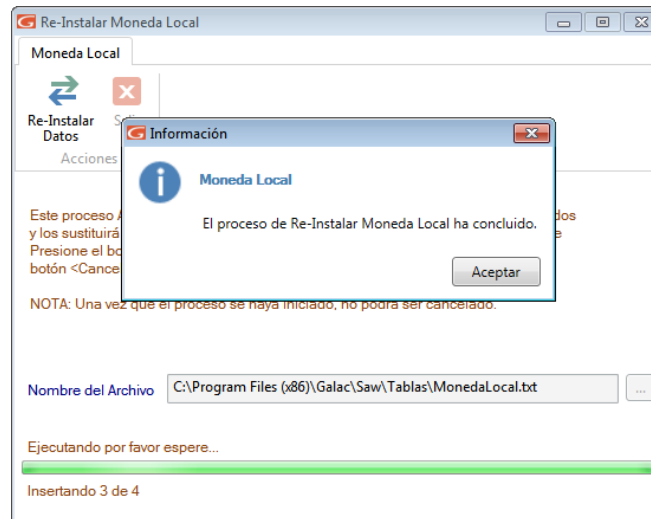 Re-Instalar Moneda Local
Moneda Local
Re-Instalar
Datos
Acciones
Información
Moneda Local
El proceso de Re-Instalar Moneda Local ha concluido.
Aceptar
Este proceso
y los sustituirá
Presione el
botón <Cance
NOTA: Una vez que el proceso se haya iniciado, no podrá ser cancelado.
Nombre del Archivo C:\Program Files (x86)\Galac\Saw\Tablas\MonedaLocal.txt ...
Ejecutando por favor espere...
Insertando 3 de 4